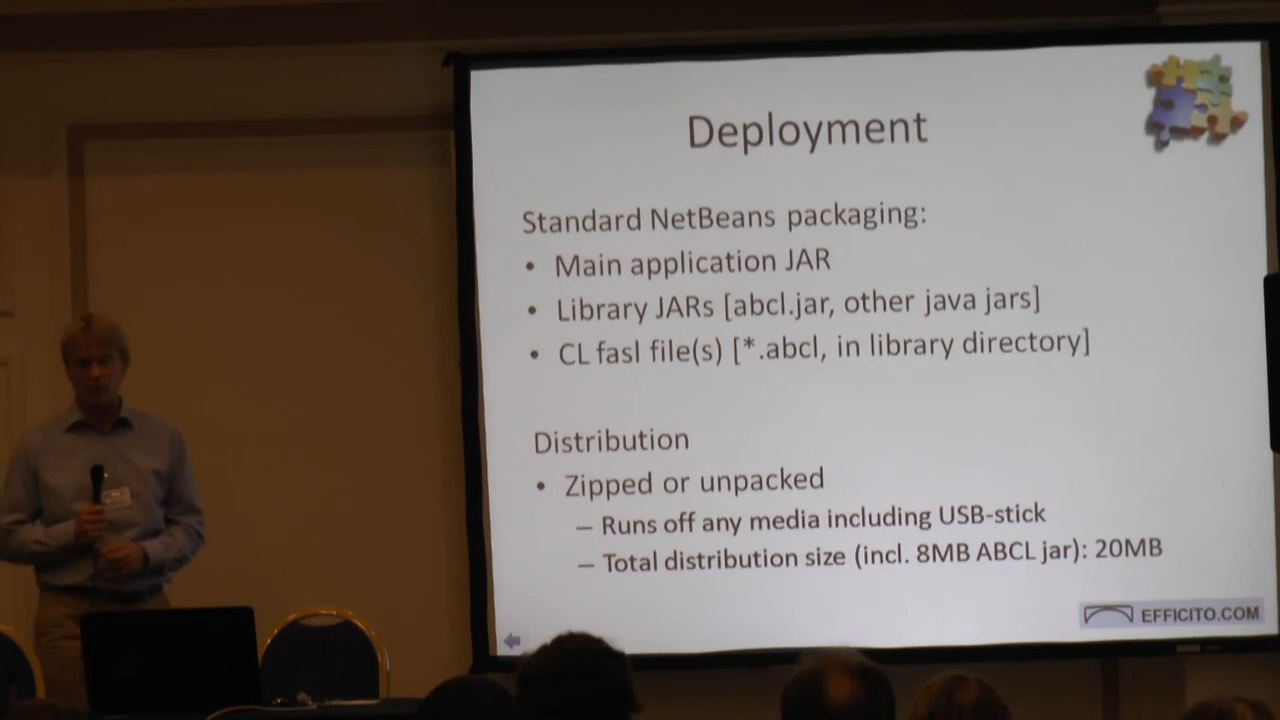 Deployment
Standard NetBeans packaging:
• Main application JAR
• Library JARs [abcl.jar, other java jars]
• CL fasl file(s) [*.abcl, in library directory]
Distribution
• Zipped or unpacked
– Runs off any media including USB-stick
– Total distribution size (incl. 8MB ABCL jar): 20MB
EFFICITO.COM